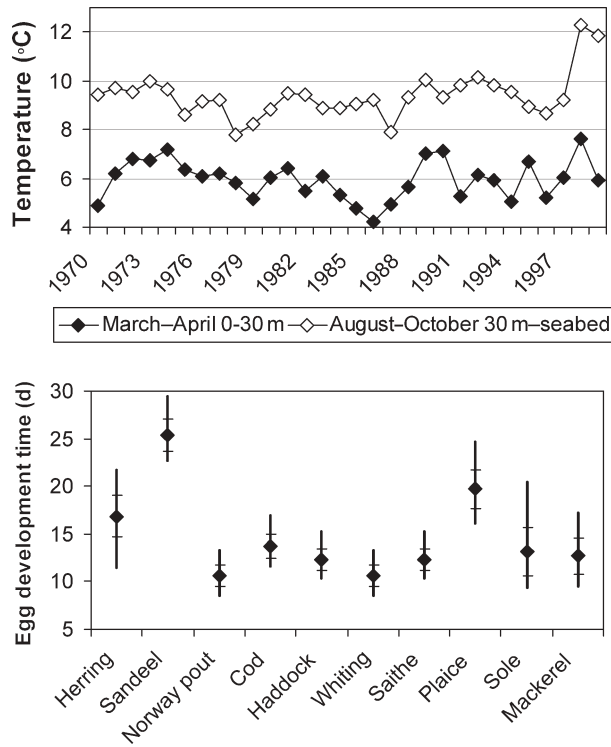 Temperature (°C)
12
10
8
6
4
1970 1973 1976 1979 1982 1985 1988 1991 1994 1997
March–April 0-30 m August–October 30 m–seabed
Egg development time (d)
30
25
20
15
10
5
Herring Sandeel Norway pout Cod Haddock Whiting Saithe Plaice Sole Mackerel